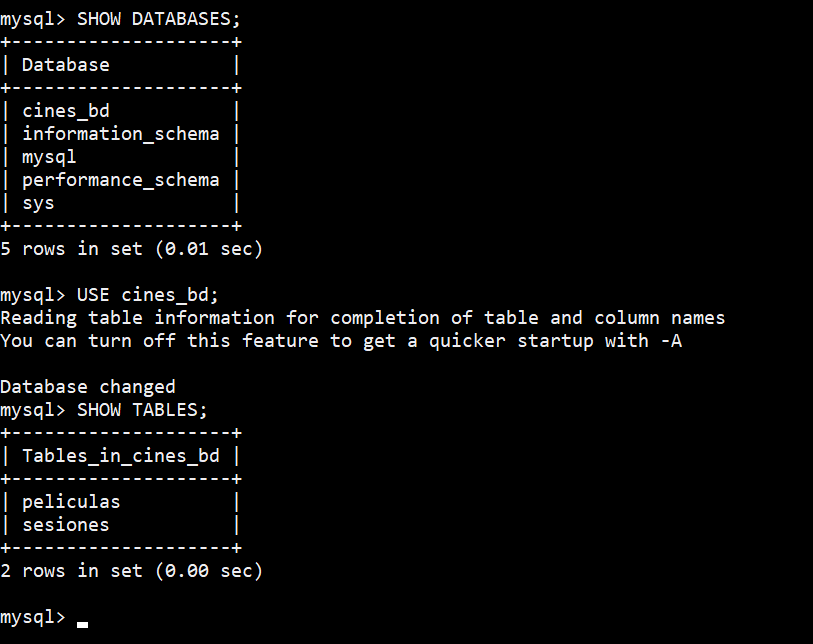 mysql> SHOW DATABASES;
+--------------------+
| Database           |
+--------------------+
| cines_bd           |
| information_schema |
| mysql              |
| performance_schema |
| sys                |
+--------------------+
5 rows in set (0.01 sec)

mysql> USE cines_bd;
Reading table information for completion of table and column names
You can turn off this feature to get a quicker startup with -A

Database changed
mysql> SHOW TABLES;
+--------------------+
| Tables_in_cines_bd |
+--------------------+
| peliculas          |
| sesiones           |
+--------------------+
2 rows in set (0.00 sec)

mysql> _